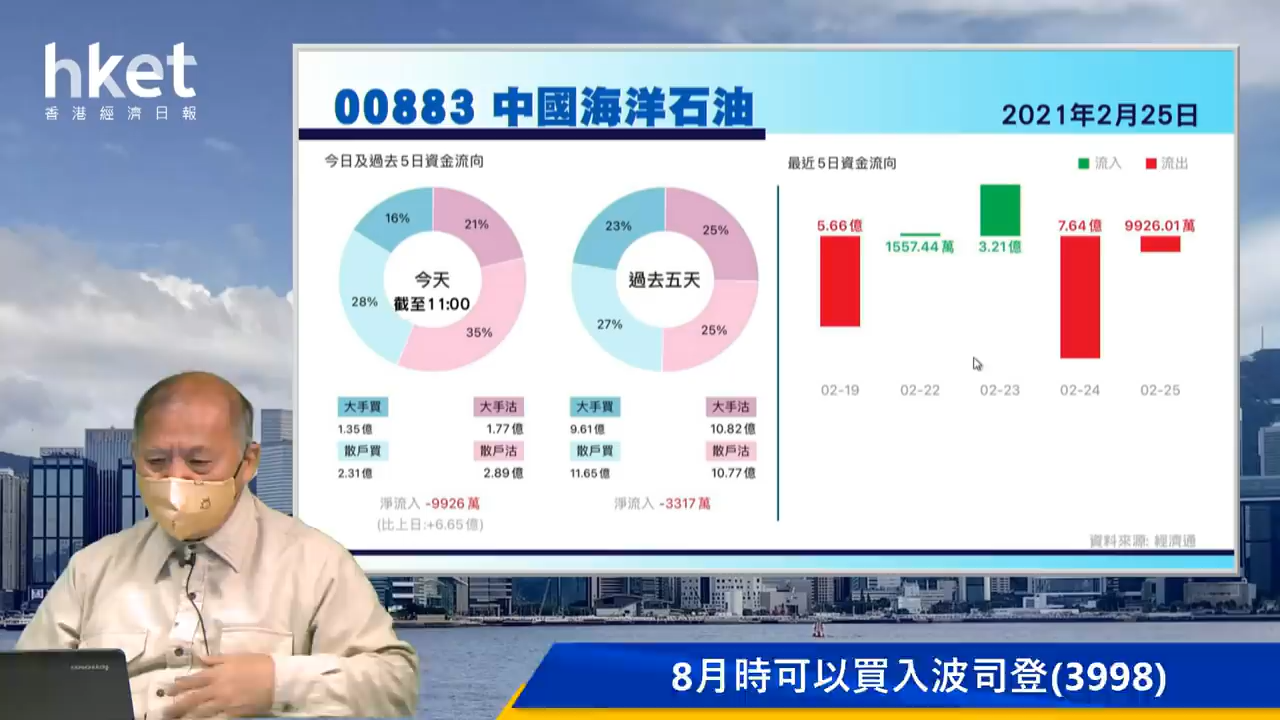 hket
香港經濟日報
00883 中國海洋石油
2021年2月25日
今日及過去5日資金流向
16%
21%
28%
35%
今天
截至11:00
23%
25%
27%
25%
過去五天
大手買
1.35億
大手沽
1.77億
散戶買
2.31億
散戶沽
2.89億
淨流入 -9926萬
(比上日:+6.65億)
大手買
9.61億
大手沽
10.82億
散戶買
11.65億
散戶沽
10.77億
淨流入 -3317萬
最近5日資金流向
流入
流出
5.66億
1557.44萬
3.21億
7.64億
9926.01萬
02-19
02-22
02-23
02-24
02-25
資料來源: 經濟通
8月時可以買入波司登(3998)